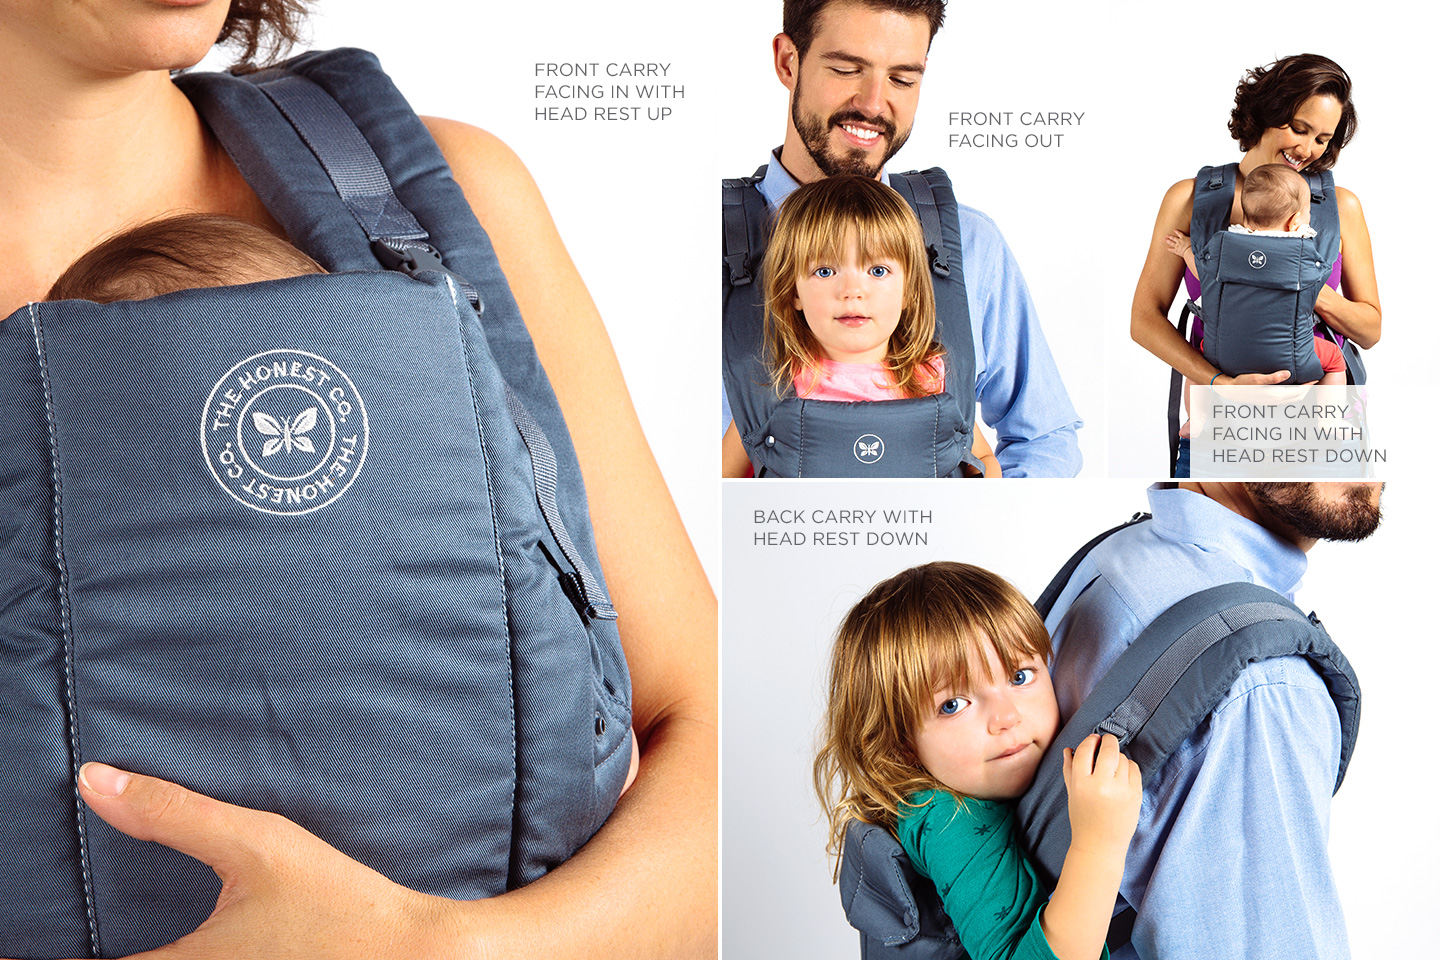 FRONT CARRY
FACING IN WITH
HEAD REST UP
THE HONEST CO. THE HONEST CO.
FRONT CARRY
FACING OUT
FRONT CARRY
FACING IN WITH
HEAD REST DOWN
BACK CARRY WITH
HEAD REST DOWN